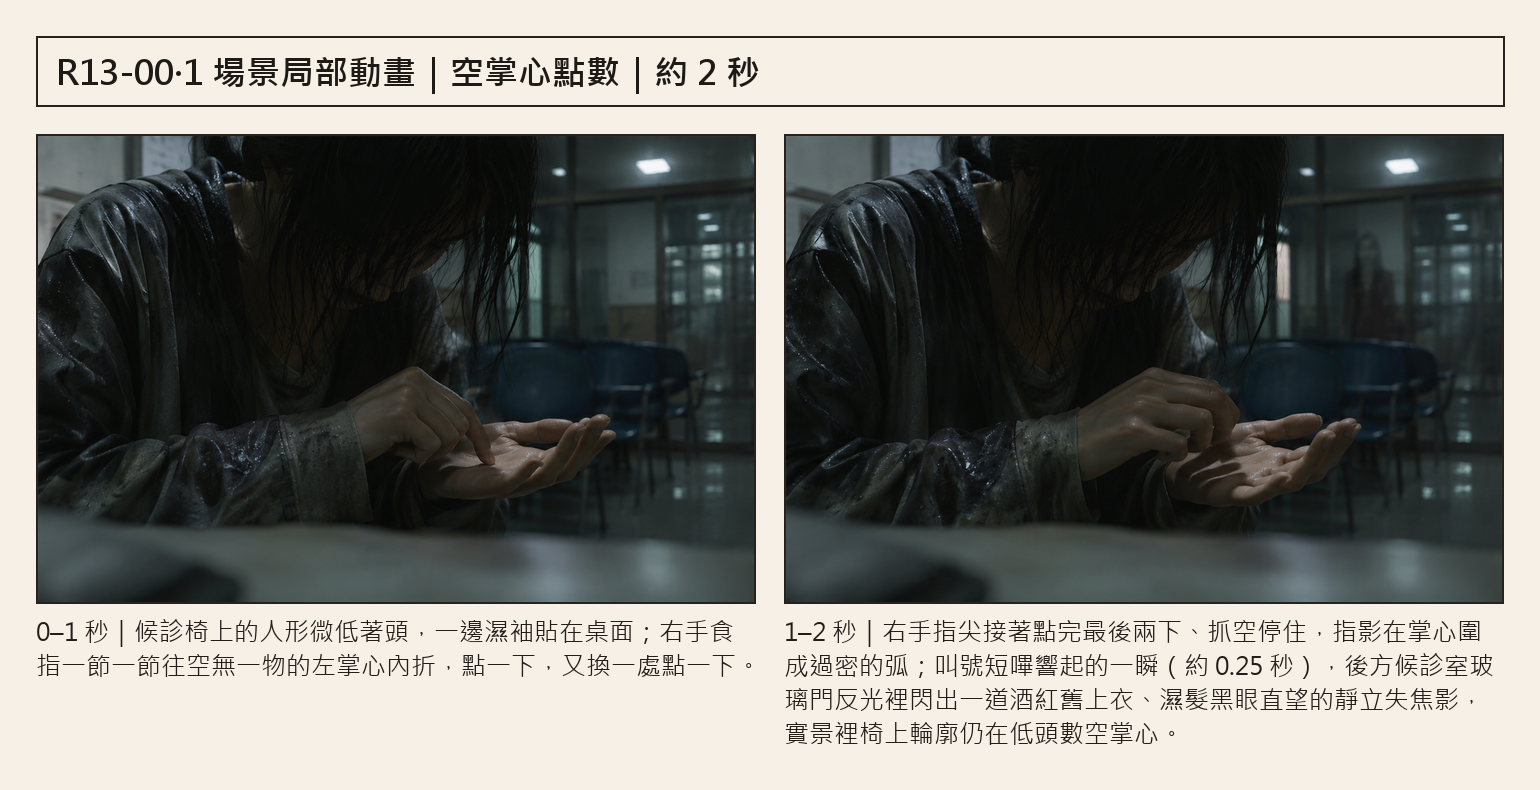 R13-00·1 場景局部動畫｜空掌心點數｜約 2 秒
0–1 秒｜候診椅上的人形微低著頭，一邊濕袖貼在桌面；右手食
指一節一節往空無一物的左掌心內折，點一下，又換一處點一下。
1–2 秒｜右手指尖接著點完最後兩下、抓空停住，指影在掌心圍
成過密的弧；叫號短嗶響起的一瞬（約 0.25 秒），後方候診室玻
璃門反光裡閃出一道酒紅舊上衣、濕髮黑眼直望的靜立失焦影，
實景裡椅上輪廓仍在低頭數空掌心。